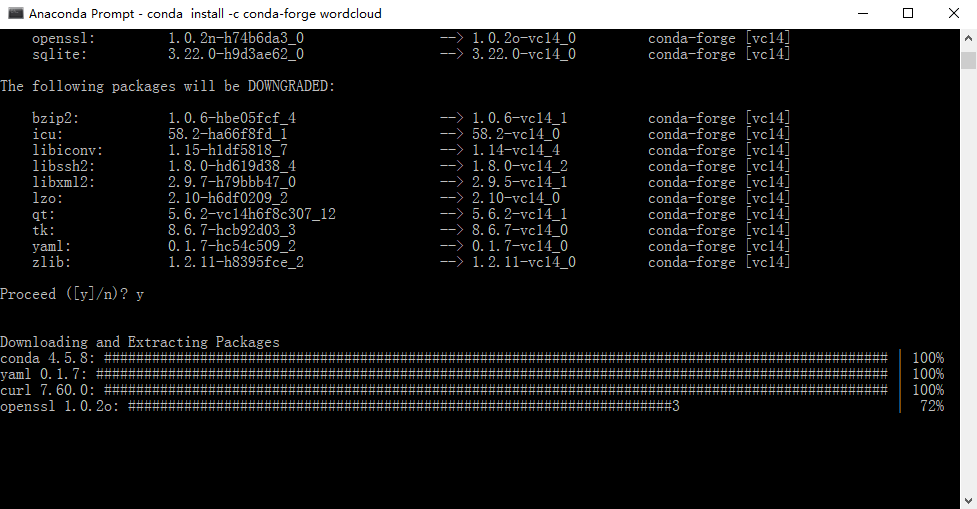 Anaconda Prompt - conda  install -c conda-forge wordcloud
openssl: 1.0.2n-h74b6da3_0 --> 1.0.2o-vc14_0 conda-forge [vc14]
sqlite: 3.22.0-h9d3ae62_0 --> 3.22.0-vc14_0 conda-forge [vc14]
The following packages will be DOWNGRADED:
bzip2: 1.0.6-hbe05fcf_4 --> 1.0.6-vc14_1 conda-forge [vc14]
icu: 58.2-ha66f8fd_1 --> 58.2-vc14_0 conda-forge [vc14]
libiconv: 1.15-h1df5818_7 --> 1.14-vc14_4 conda-forge [vc14]
libssh2: 1.8.0-hd619d38_4 --> 1.8.0-vc14_2 conda-forge [vc14]
libxml2: 2.9.7-h79bbb47_0 --> 2.9.5-vc14_1 conda-forge [vc14]
lzo: 2.10-h6df0209_2 --> 2.10-vc14_0 conda-forge [vc14]
qt: 5.6.2-vc14h6f8c307_12 --> 5.6.2-vc14_1 conda-forge [vc14]
tk: 8.6.7-hcb92d03_3 --> 8.6.7-vc14_0 conda-forge [vc14]
yaml: 0.1.7-hc54c509_2 --> 0.1.7-vc14_0 conda-forge [vc14]
zlib: 1.2.11-h8395fce_2 --> 1.2.11-vc14_0 conda-forge [vc14]
Proceed ([y]/n)? y
Downloading and Extracting Packages
conda 4.5.8: ################################################################################################## | 100%
yaml 0.1.7: ################################################################################################### | 100%
curl 7.60.0: ################################################################################################## | 100%
openssl 1.0.2o: ####################################################################3 | 72%